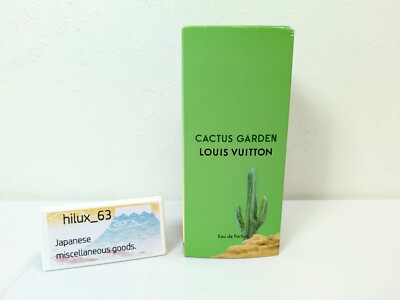 CACTUS GARDEN
LOUIS VUITTON
Eau de Parfum
hilux_63
Japanese
miscellaneous goods.